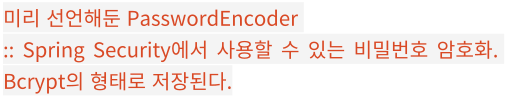 미리 선언해둔 PasswordEncoder
:: Spring Security에서 사용할 수 있는 비밀번호 암호화.
Bcrypt의 형태로 저장된다.